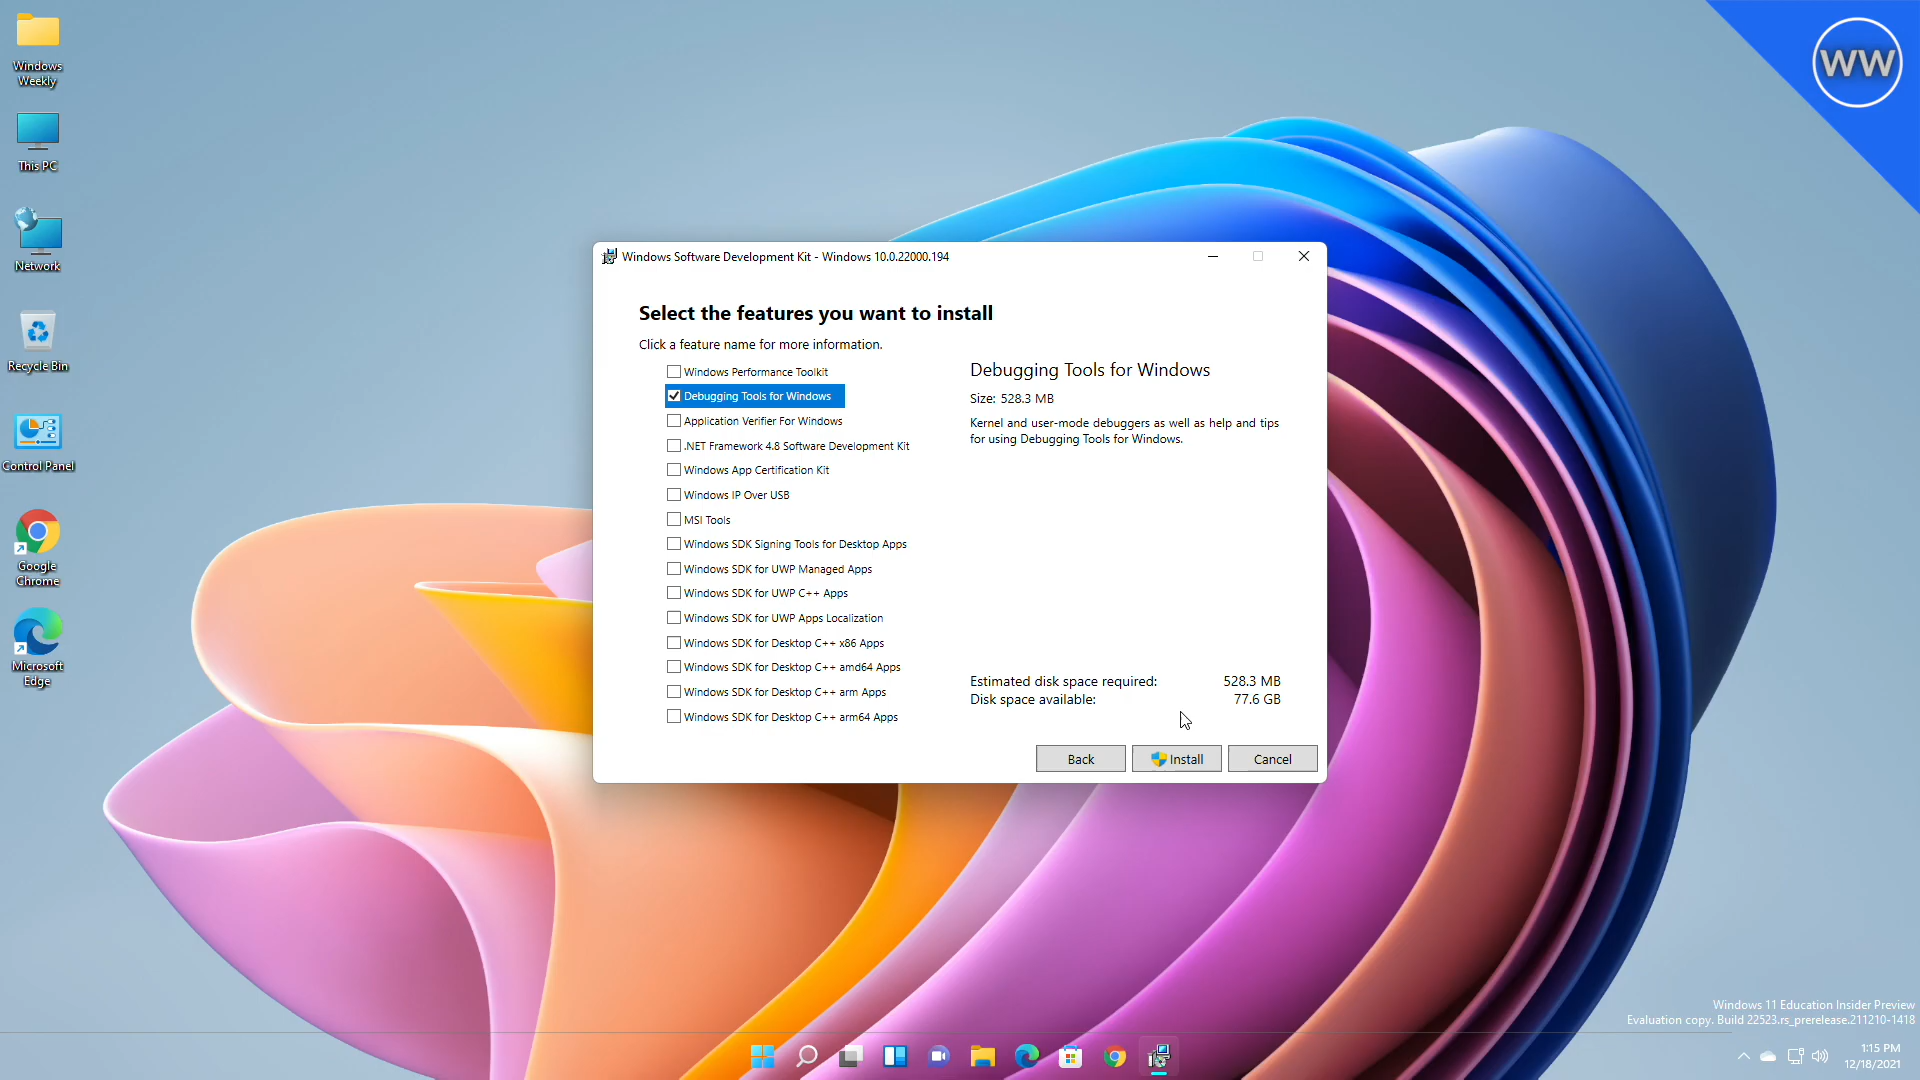 Windows
Weekly
This PC
Network
Recycle Bin
Control Panel
Google
Chrome
Microsoft
Edge
WW
Windows Software Development Kit - Windows 10.0.22000.194
Select the features you want to install
Click a feature name for more information.
Windows Performance Toolkit
Debugging Tools for Windows
Application Verifier For Windows
.NET Framework 4.8 Software Development Kit
Windows App Certification Kit
Windows IP Over USB
MSI Tools
Windows SDK Signing Tools for Desktop Apps
Windows SDK for UWP Managed Apps
Windows SDK for UWP C++ Apps
Windows SDK for UWP Apps Localization
Windows SDK for Desktop C++ x86 Apps
Windows SDK for Desktop C++ amd64 Apps
Windows SDK for Desktop C++ arm Apps
Windows SDK for Desktop C++ arm64 Apps
Debugging Tools for Windows
Size: 528.3 MB
Kernel and user-mode debuggers as well as help and tips
for using Debugging Tools for Windows.
Estimated disk space required: 528.3 MB
Disk space available: 77.6 GB
Back
Install
Cancel
Windows 11 Education Insider Preview
Evaluation copy. Build 22523.rs_prerelease.211210-1418
1:15 PM
12/18/2021